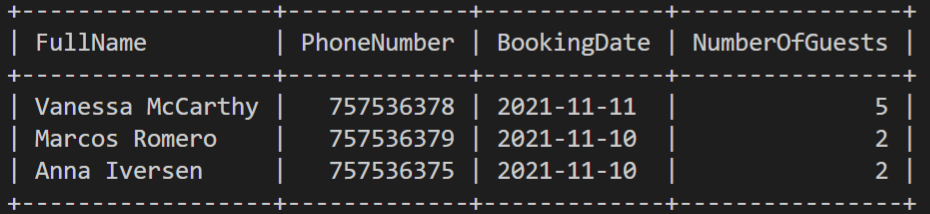 +-----------------+-------------+-------------+----------------+
| FullName        | PhoneNumber | BookingDate | NumberOfGuests |
+-----------------+-------------+-------------+----------------+
| Vanessa McCarthy |   757536378 | 2021-11-11  |              5 |
| Marcos Romero   |   757536379 | 2021-11-10  |              2 |
| Anna Iversen    |   757536375 | 2021-11-10  |              2 |
+-----------------+-------------+-------------+----------------+